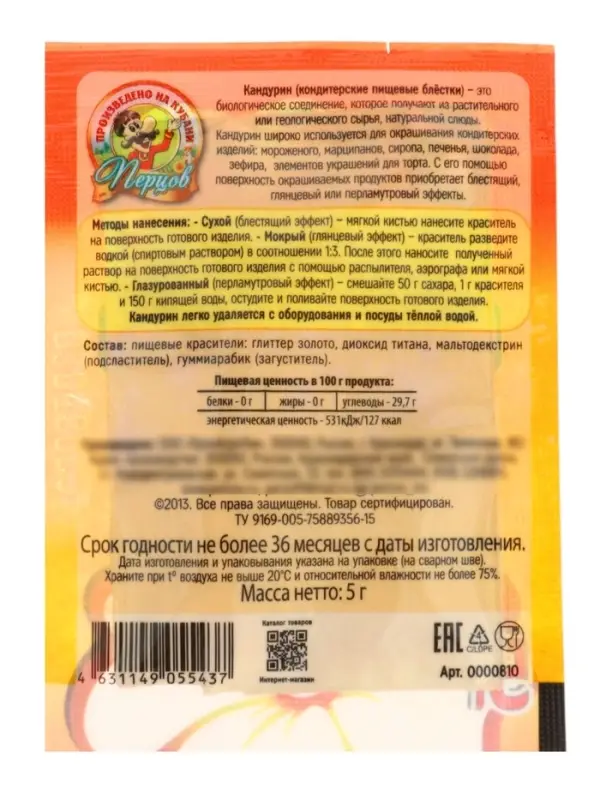 ПРОИЗВЕДЕНО НА КУБАНИ
Перцов
Кандурин (кондитерские пищевые блёстки) – это
биологическое соединение, которое получают из растительного
или геологического сырья, натуральной слюды.
Кандурин широко используется для окрашивания кондитерских
изделий: мороженого, марципанов, сиропа, печенья, шоколада,
зефира, элементов украшений для торта. С его помощью
поверхность окрашиваемых продуктов приобретает блестящий,
глянцевый или перламутровый эффекты.
Методы нанесения: - Сухой (блестящий эффект) – мягкой кистью нанесите краситель
на поверхность готового изделия. - Мокрый (глянцевый эффект) – краситель разведите
водкой (спиртовым раствором) в соотношении 1:3. После этого наносите полученный
раствор на поверхность готового изделия с помощью распылителя, аэрографа или мягкой
кистью. - Глазурованный (перламутровый эффект) – смешайте 50 г сахара, 1 г красителя
и 150 г кипящей воды, остудите и поливайте поверхность готового изделия.
Кандурин легко удаляется с оборудования и посуды тёплой водой.
Состав: пищевые красители: глиттер золото, диоксид титана, мальтодекстрин
(подсластитель), гуммиарабик (загуститель).
Пищевая ценность в 100 г продукта:
белки - 0 г жиры - 0 г углеводы - 29,7 г
энергетическая ценность - 531кДж/127 ккал
©2013. Все права защищены. Товар сертифицирован.
ТУ 9169-005-75889356-15
Срок годности не более 36 месяцев с даты изготовления.
Дата изготовления и упаковывания указана на упаковке (на сварном шве).
Храните при t° воздуха не выше 20°С и относительной влажности не более 75%.
Масса нетто: 5 г
Каталог товаров
Интернет-магазин
4 631149 055437
EAC
C/LDPE
Арт. 0000810